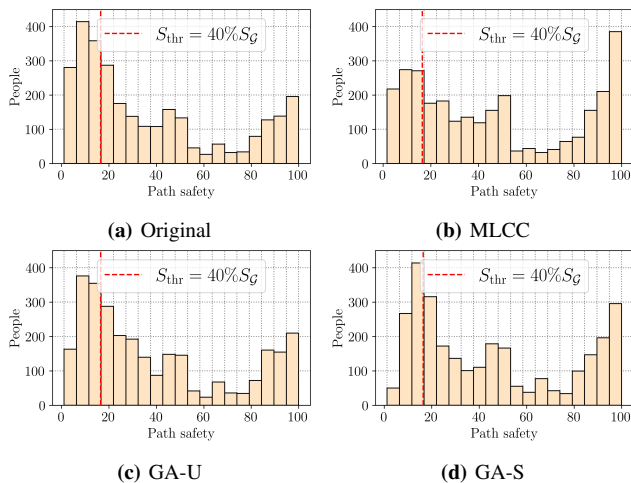 400
300
200
100
0
People
S_thr = 40%S_𝒢
0 20 40 60 80 100
Path safety
(a) Original
400
300
200
100
0
People
S_thr = 40%S_𝒢
0 20 40 60 80 100
Path safety
(b) MLCC
400
300
200
100
0
People
S_thr = 40%S_𝒢
0 20 40 60 80 100
Path safety
(c) GA-U
400
300
200
100
0
People
S_thr = 40%S_𝒢
0 20 40 60 80 100
Path safety
(d) GA-S